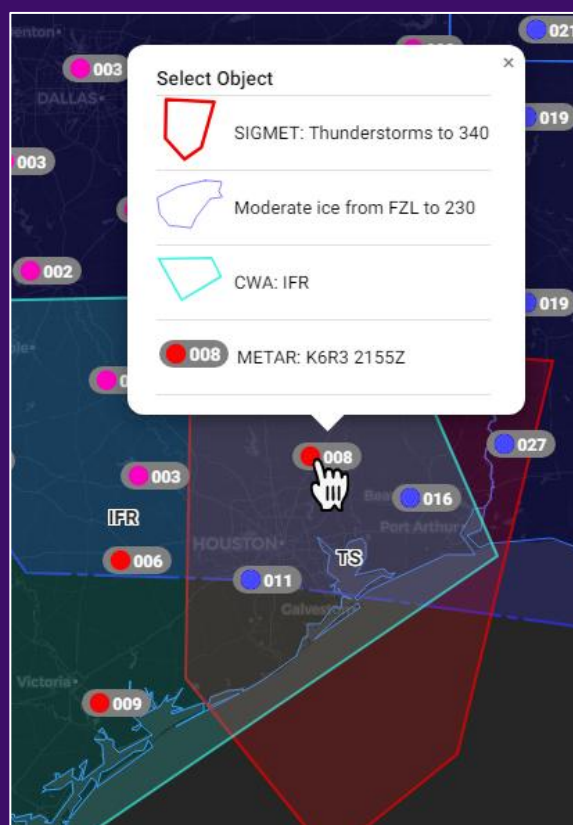 enton•
003
021
Select Object
×
DALLAS•
SIGMET: Thunderstorms to 340
019
003
Moderate ice from FZL to 230
002
CWA: IFR
019
008 METAR: K6R3 2155Z
003
008
027
016
IFR
Port Arthur•
HOUSTON•
TS
006
011
Galvest
Victoria•
009